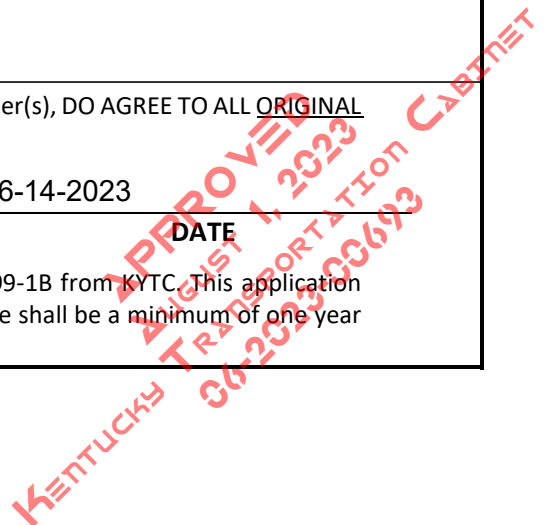 er(s), DO AGREE TO ALL ORIGINAL
6-14-2023
DATE
99-1B from KYTC. This application
e shall be a minimum of one year
APPROVED
AUGUST 1, 2023
KENTUCKY TRANSPORTATION CABINET
06-2023-00693